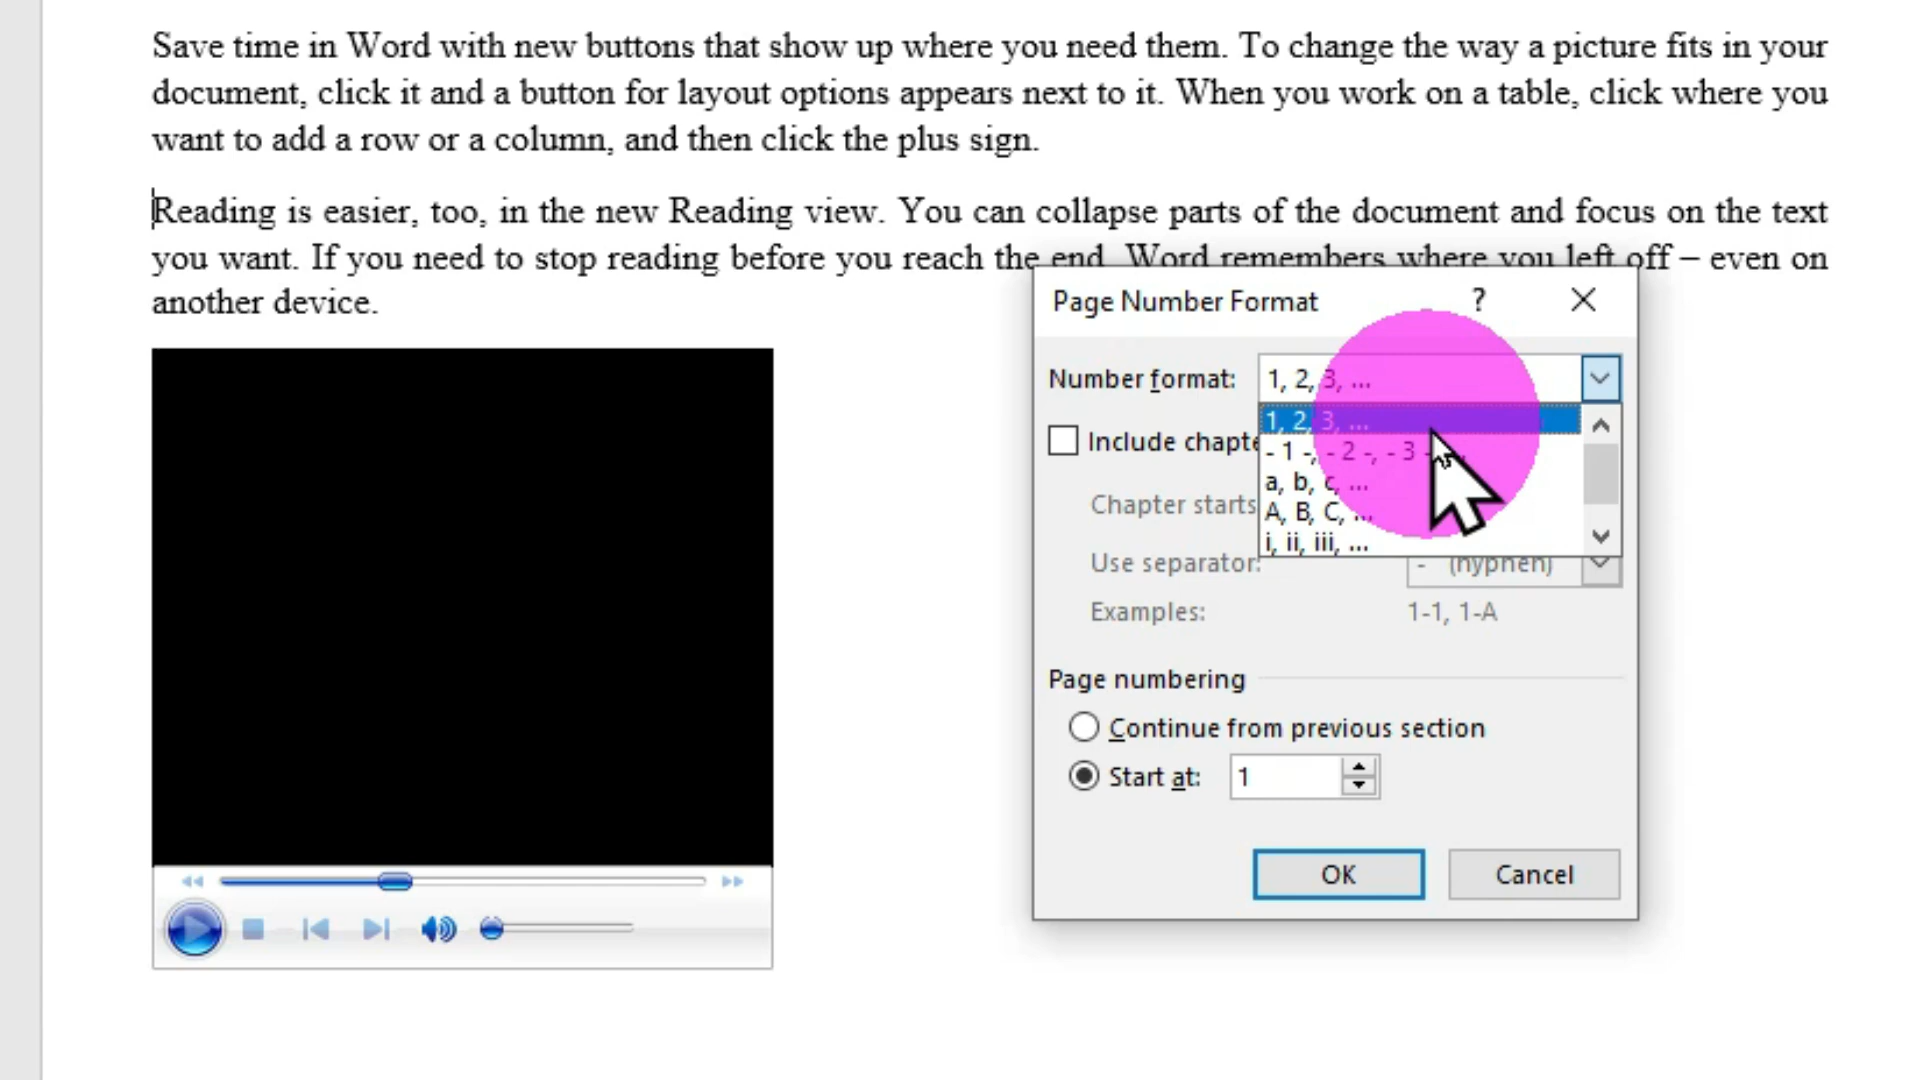 Save time in Word with new buttons that show up where you need them. To change the way a picture fits in your
document, click it and a button for layout options appears next to it. When you work on a table, click where you
want to add a row or a column, and then click the plus sign.
Reading is easier, too, in the new Reading view. You can collapse parts of the document and focus on the text
you want. If you need to stop reading before you reach the end, Word remembers where you left off – even on
another device.
Page Number Format ?
Number format: 1, 2, 3, ...
1, 2, 3, ...
Include chapte
- 1 -, - 2 -, - 3 -
a, b, c, ...
Chapter starts
A, B, C, ...
i, ii, iii, ...
Use separator: - (hyphen)
Examples: 1-1, 1-A
Page numbering
Continue from previous section
Start at: 1
OK Cancel